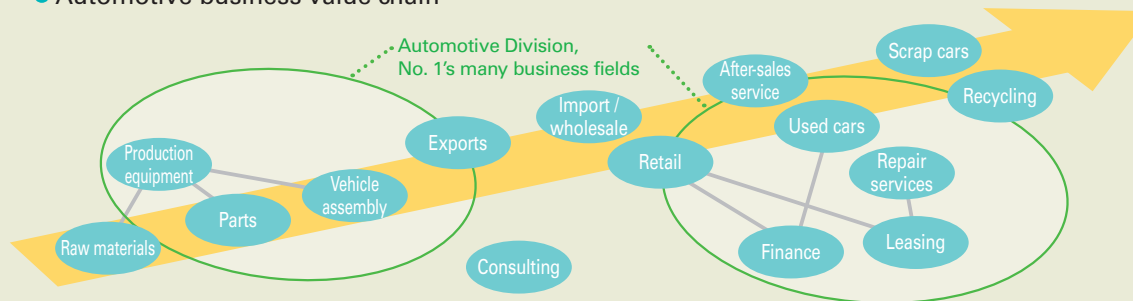 Automotive business value chain
Automotive Division,
No. 1's many business fields
Scrap cars
After-sales
service
Recycling
Import /
wholesale
Used cars
Exports
Retail
Production
equipment
Repair
services
Vehicle
assembly
Parts
Raw materials
Finance
Leasing
Consulting